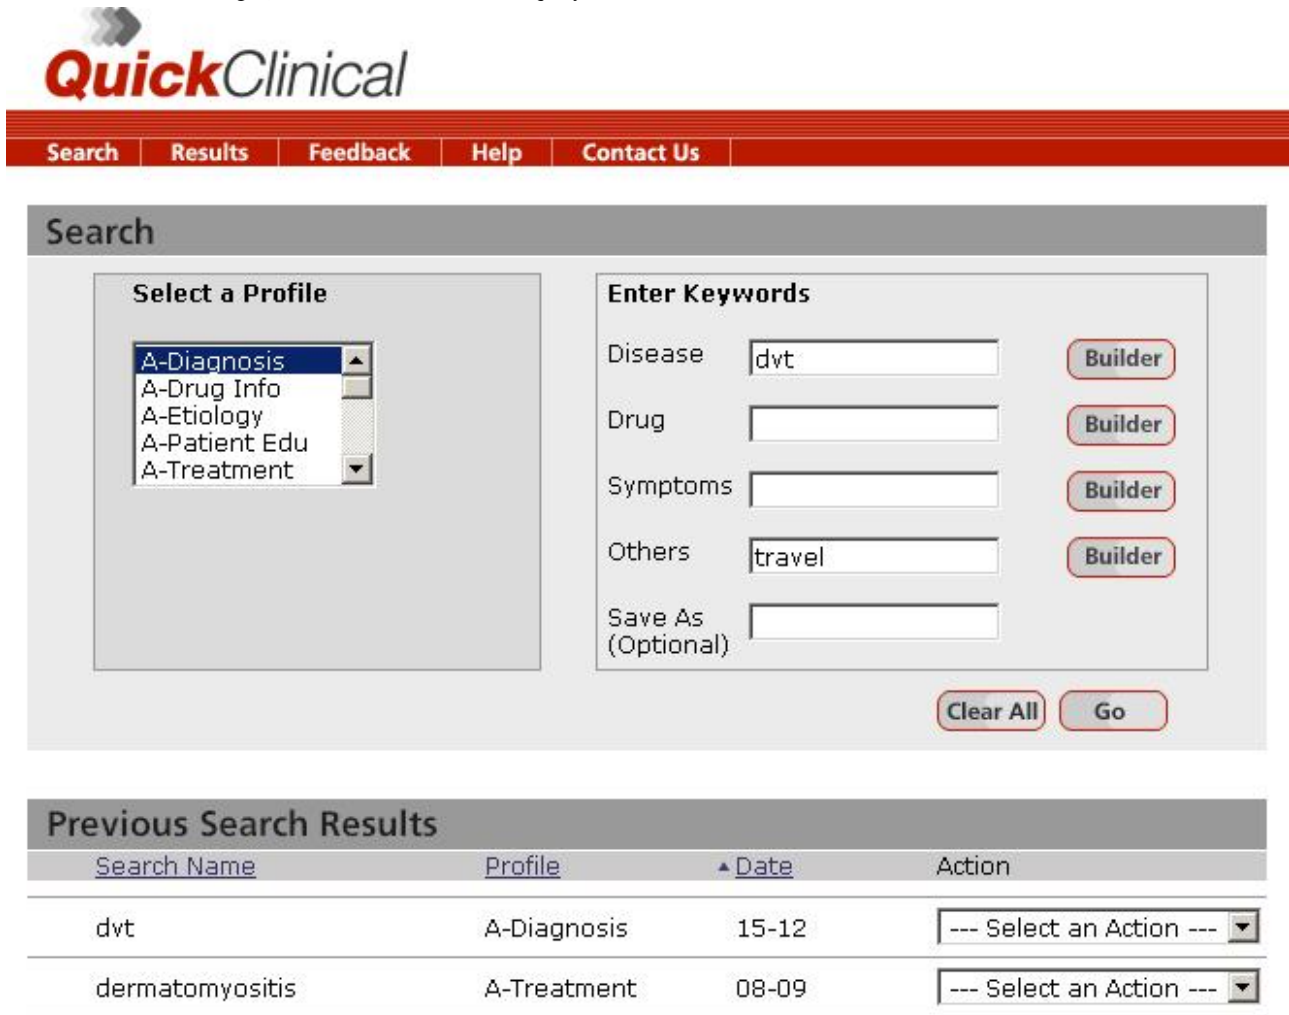 QuickClinical
Search Results Feedback Help Contact Us
Search
Select a Profile
A-Diagnosis
A-Drug Info
A-Etiology
A-Patient Edu
A-Treatment
Enter Keywords
Disease dvt Builder
Drug Builder
Symptoms Builder
Others travel Builder
Save As
(Optional)
Clear All Go
Previous Search Results
Search Name Profile Date Action
dvt A-Diagnosis 15-12 --- Select an Action ---
dermatomyositis A-Treatment 08-09 --- Select an Action ---